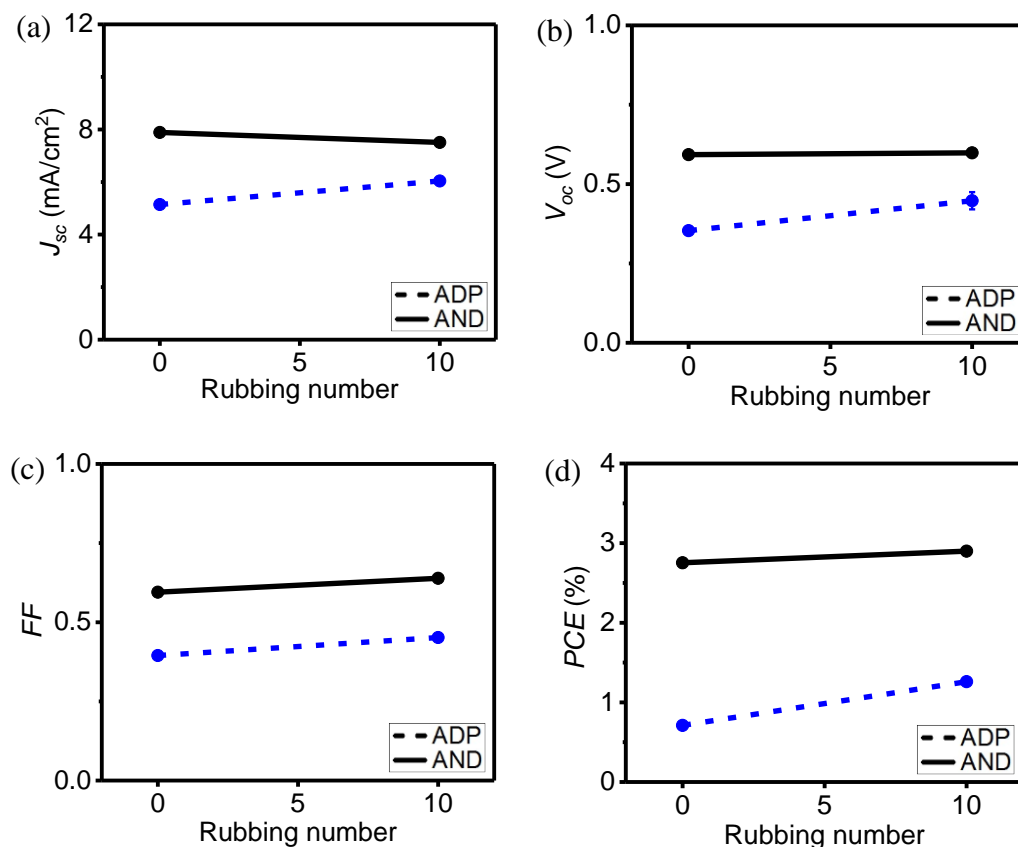 (a)
12
8
4
0
J_sc (mA/cm²)
0 5 10
Rubbing number
ADP
AND
(b)
1.0
0.5
0.0
V_oc (V)
0 5 10
Rubbing number
ADP
AND
(c)
1.0
0.5
0.0
FF
0 5 10
Rubbing number
ADP
AND
(d)
4
3
2
1
0
PCE (%)
0 5 10
Rubbing number
ADP
AND